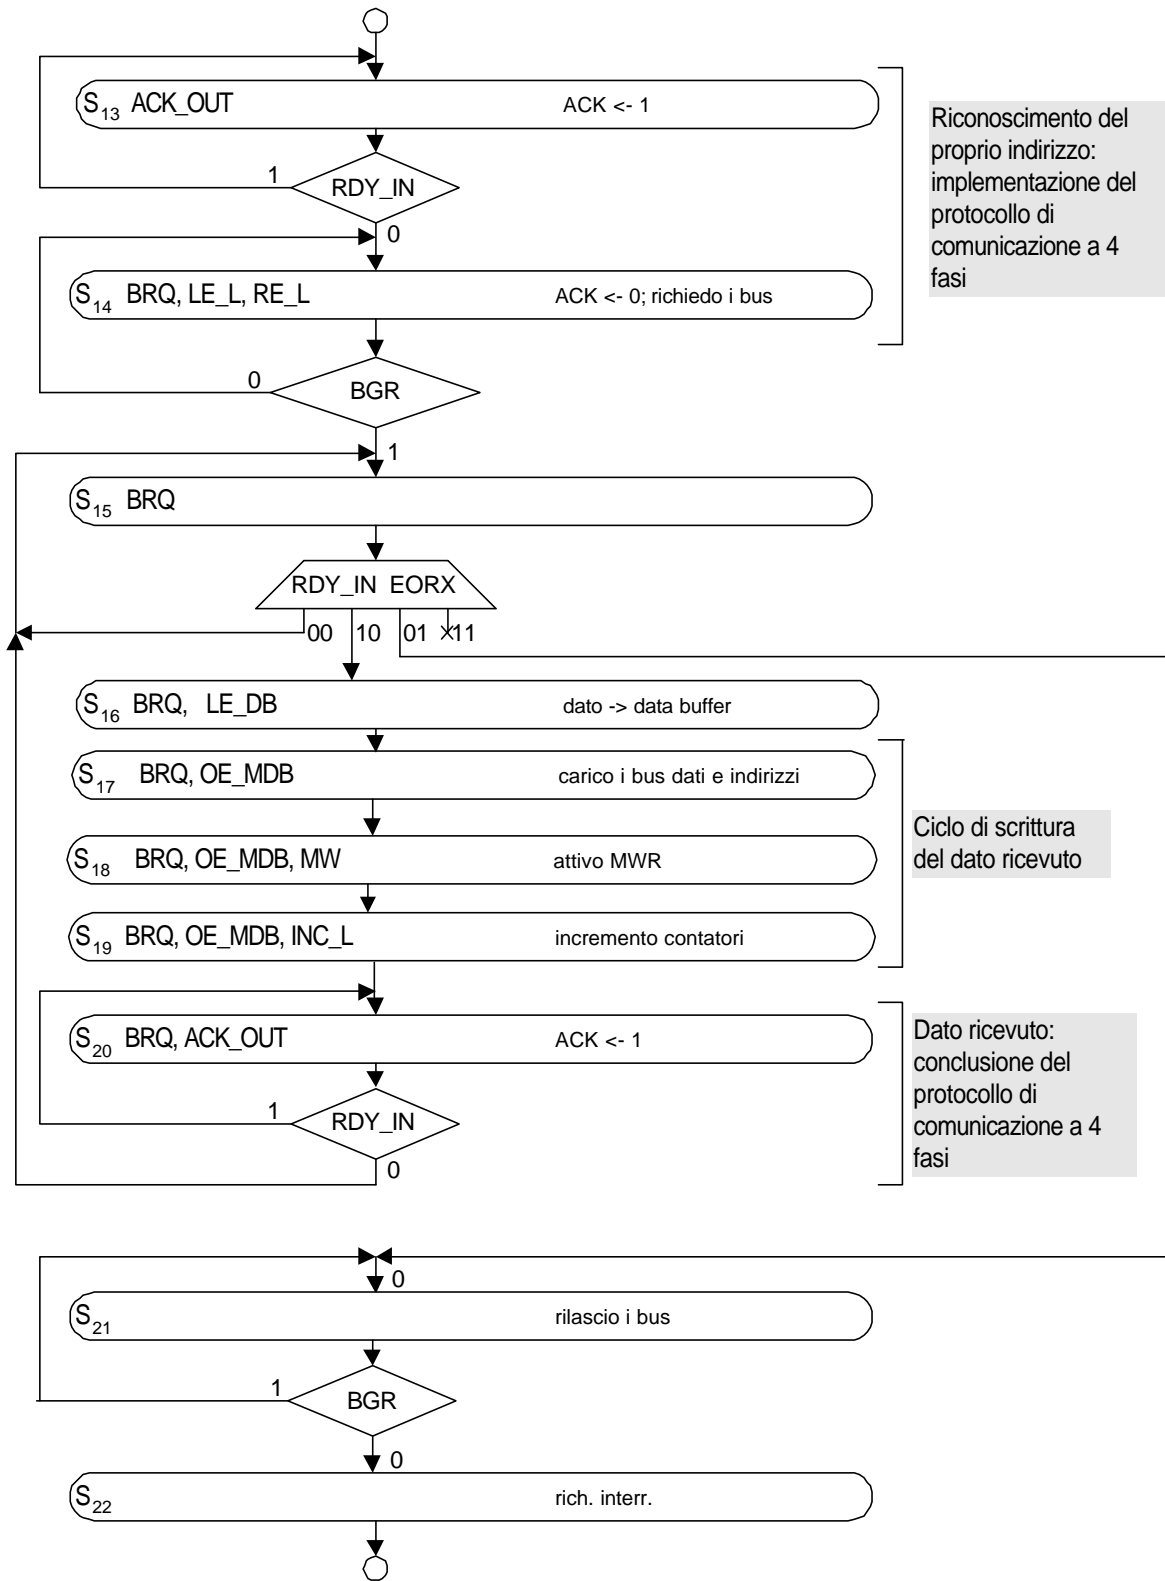 S13 ACK_OUT ACK <- 1
1 RDY_IN
0
S14 BRQ, LE_L, RE_L ACK <- 0; richiedo i bus
0 BGR
1
Riconoscimento del
proprio indirizzo:
implementazione del
protocollo di
comunicazione a 4
fasi
S15 BRQ
RDY_IN EORX
00 10 01 11
S16 BRQ, LE_DB dato -> data buffer
S17 BRQ, OE_MDB carico i bus dati e indirizzi
S18 BRQ, OE_MDB, MW attivo MWR
S19 BRQ, OE_MDB, INC_L incremento contatori
Ciclo di scrittura
del dato ricevuto
S20 BRQ, ACK_OUT ACK <- 1
1 RDY_IN
0
Dato ricevuto:
conclusione del
protocollo di
comunicazione a 4
fasi
0
S21 rilascio i bus
1 BGR
0
S22 rich. interr.